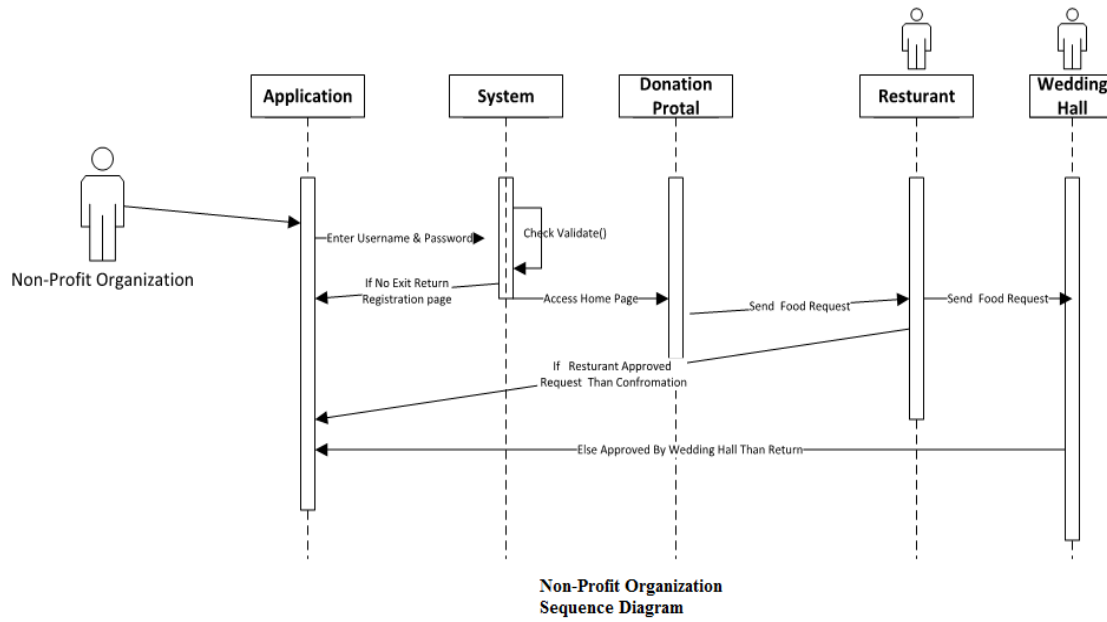 Application
System
Donation
Protal
Resturant
Wedding
Hall
Non-Profit Organization
Enter Username & Password
Check Validate()
If No Exit Return
Registration page
Access Home Page
Send Food Request
Send Food Request
If Resturant Approved
Request Than Confromation
Else Approved By Wedding Hall Than Return
Non-Profit Organization
Sequence Diagram